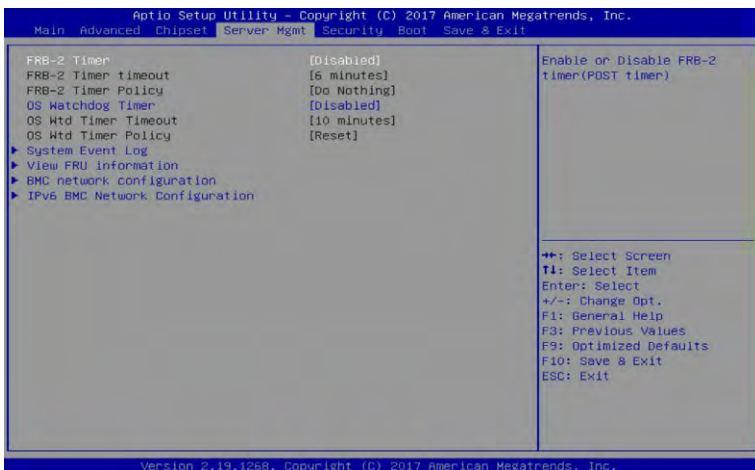 Aptio Setup Utility – Copyright (C) 2017 American Megatrends, Inc.
Main Advanced Chipset Server Mgmt Security Boot Save & Exit
FRB-2 Timer [Disabled]
FRB-2 Timer timeout [6 minutes]
FRB-2 Timer Policy [Do Nothing]
OS Watchdog Timer [Disabled]
OS Wtd Timer Timeout [10 minutes]
OS Wtd Timer Policy [Reset]
▶ System Event Log
▶ View FRU information
▶ BMC network configuration
▶ IPv6 BMC Network Configuration
Enable or Disable FRB-2
timer(POST timer)
→←: Select Screen
↑↓: Select Item
Enter: Select
+/-: Change Opt.
F1: General Help
F3: Previous Values
F9: Optimized Defaults
F10: Save & Exit
ESC: Exit
Version 2.19.1268. Copyright (C) 2017 American Megatrends, Inc.